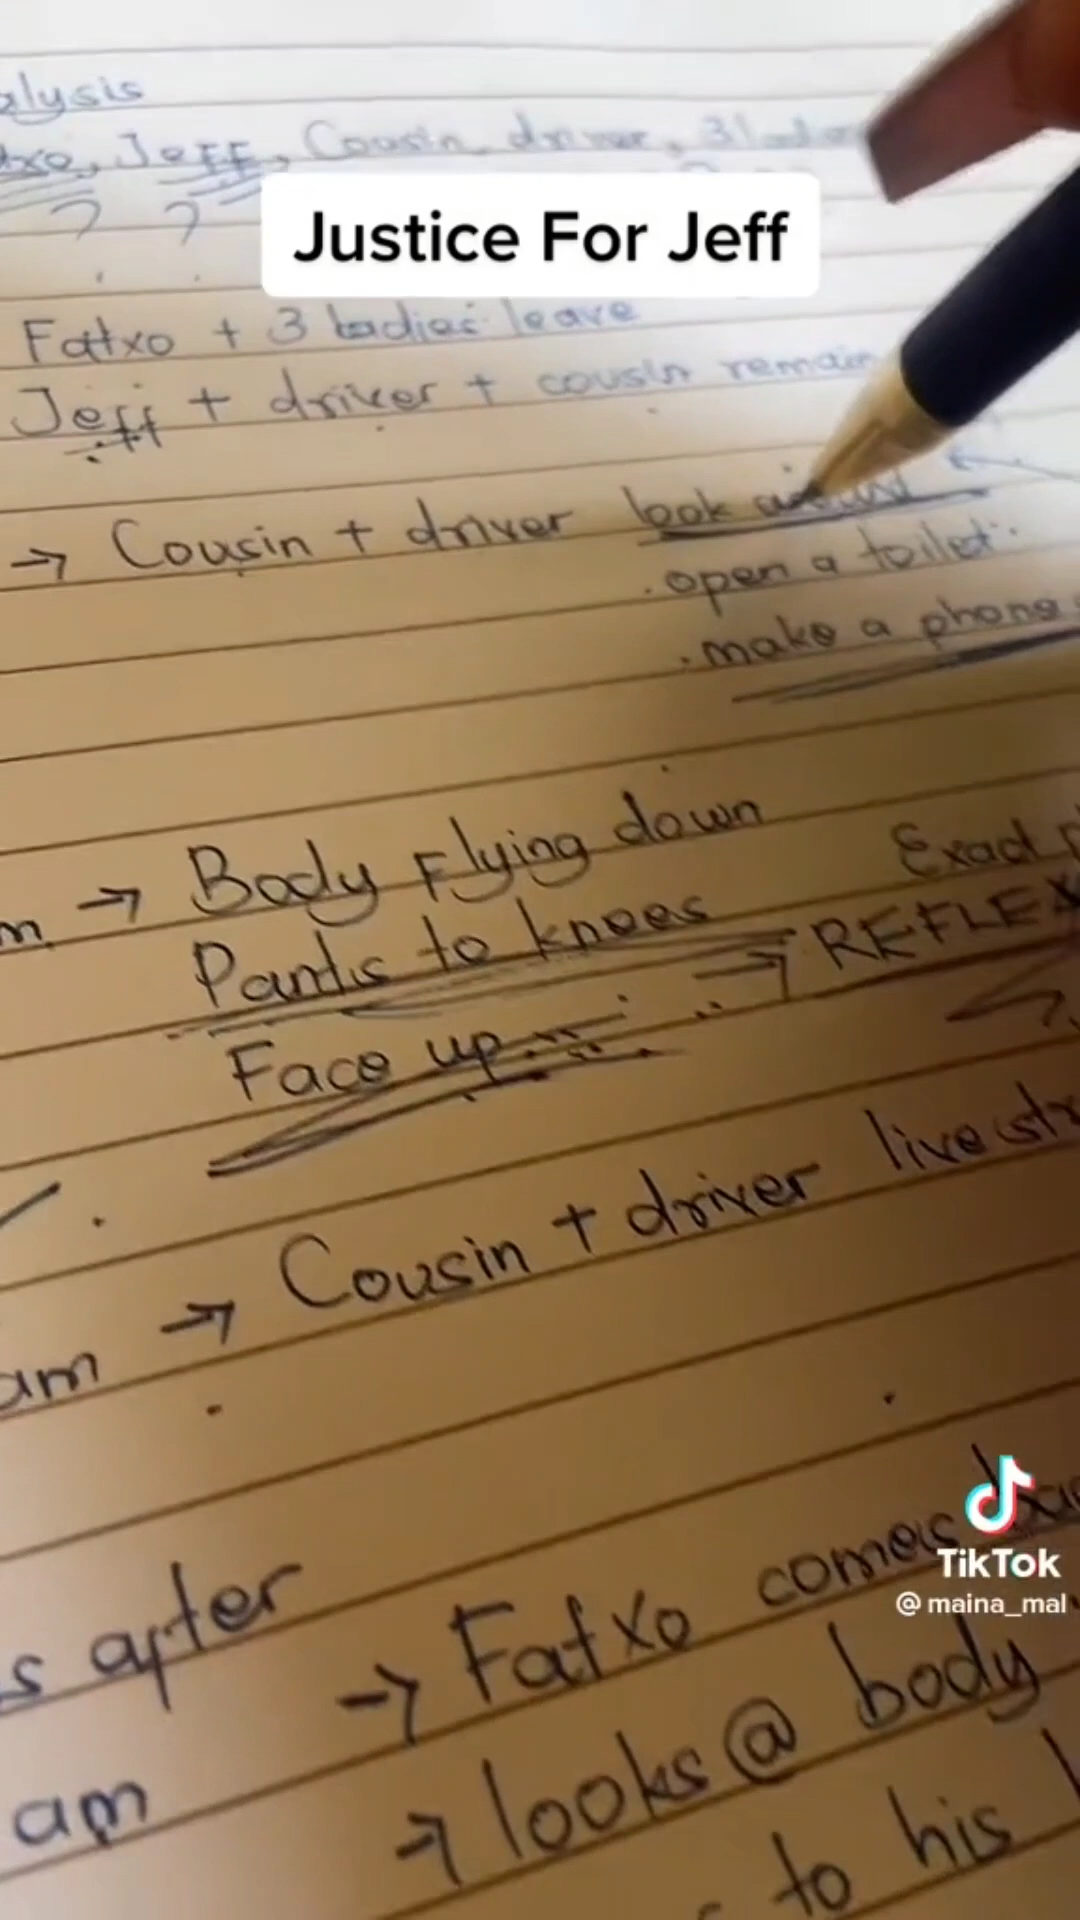 alysis
Jeff, Cousin, driver, 3 ladies
? ?
Justice For Jeff
Fatxo + 3 ladies leave
Jeff + driver + cousin remain
→ Cousin + driver look around
. open a toilet.
. make a phone
m → Body Flying down
Exact
Pants to knees → REFLEX
?
Face up
am → Cousin + driver live str
s after
am → Fatxo comes
→ looks @ body
to his
TikTok
@maina_mal